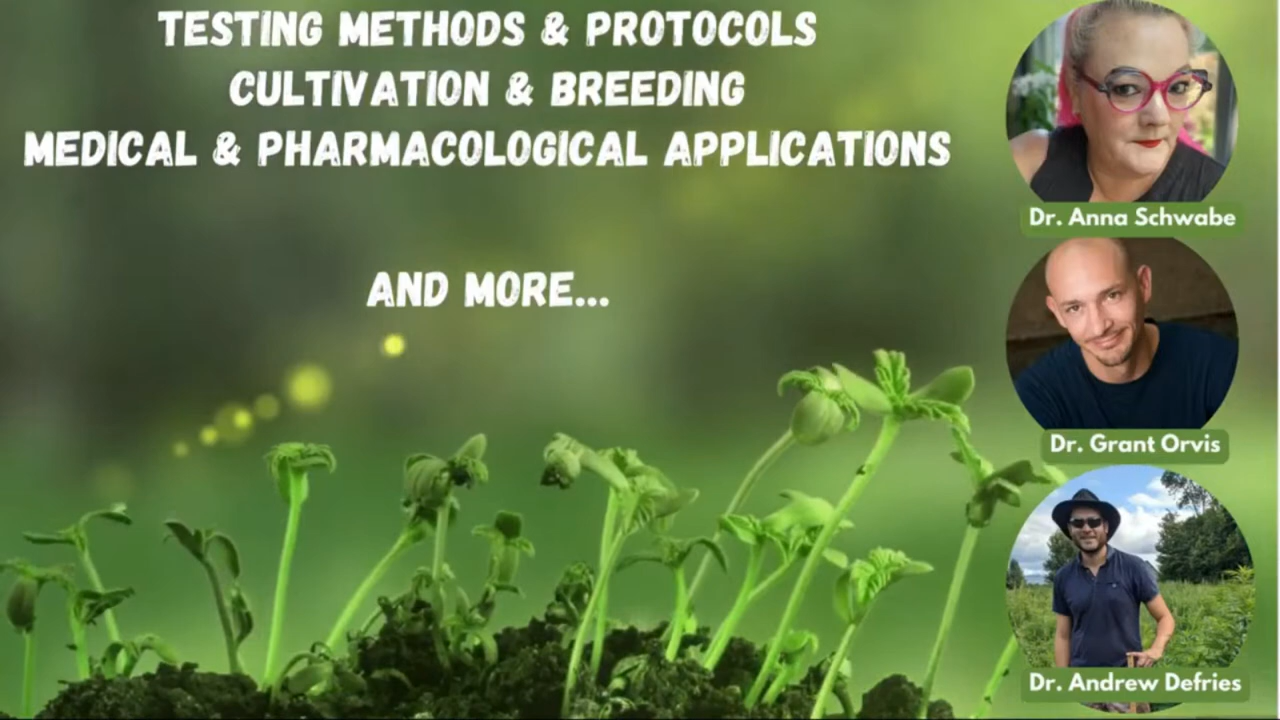 TESTING METHODS & PROTOCOLS
CULTIVATION & BREEDING
MEDICAL & PHARMACOLOGICAL APPLICATIONS
AND MORE...
Dr. Anna Schwabe
Dr. Grant Orvis
Dr. Andrew Defries